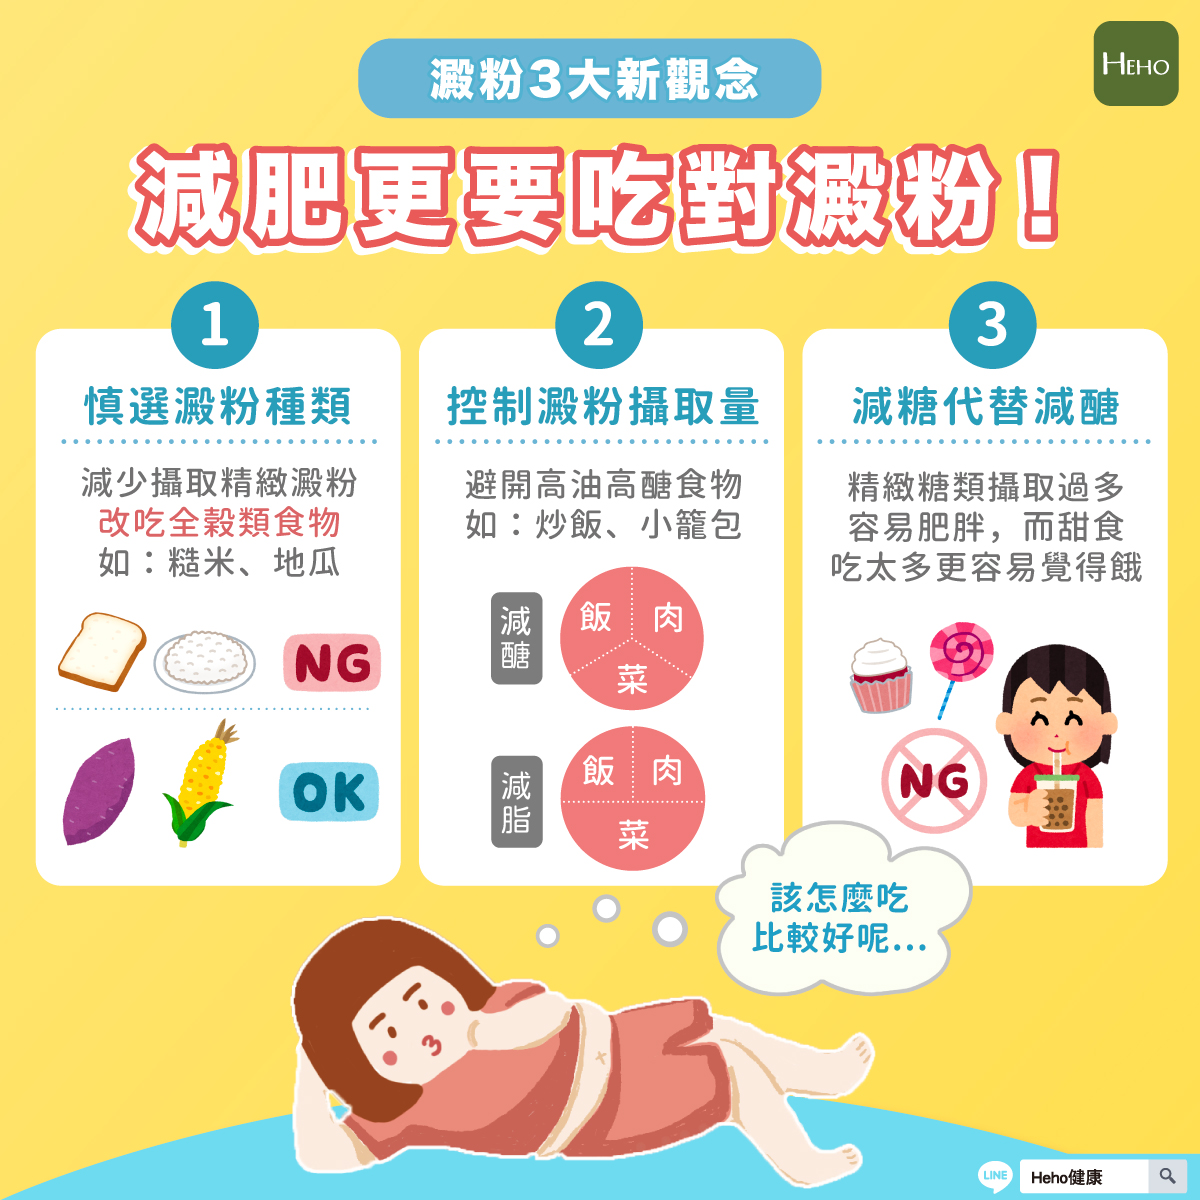 澱粉3大新觀念
HEHO
減肥更要吃對澱粉！
1
慎選澱粉種類
減少攝取精緻澱粉
改吃全穀類食物
如：糙米、地瓜
NG
OK
2
控制澱粉攝取量
避開高油高醣食物
如：炒飯、小籠包
減醣
飯
肉
菜
減脂
飯
肉
菜
3
減糖代替減醣
精緻糖類攝取過多
容易肥胖，而甜食
吃太多更容易覺得餓
NG
該怎麼吃
比較好呢...
LINE
Heho健康